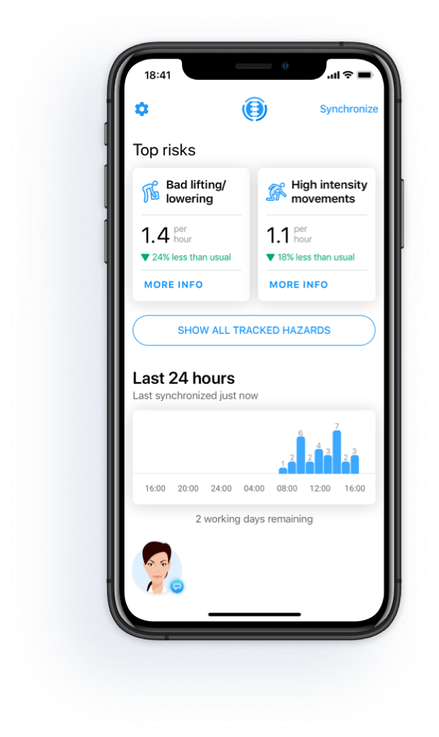 18:41
Synchronize
Top risks
Bad lifting/
lowering
1.4 per
hour
24% less than usual
MORE INFO
High intensity
movements
1.1 per
hour
18% less than usual
MORE INFO
SHOW ALL TRACKED HAZARDS
Last 24 hours
Last synchronized just now
1 2 6 2 4 3 7 2 3
16:00 20:00 24:00 04:00 08:00 12:00 16:00
2 working days remaining